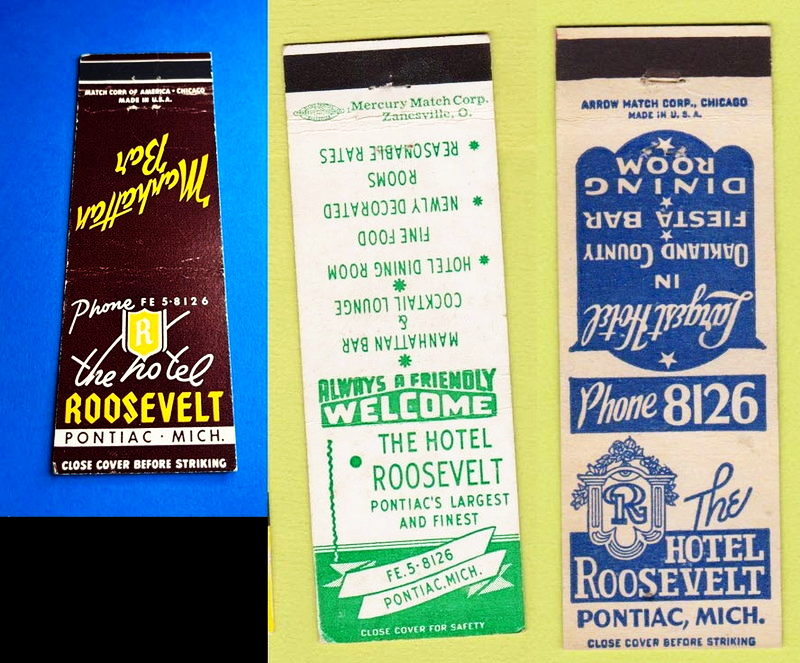 MATCH CORP. OF AMERICA · CHICAGO
MADE IN U.S.A.
Manhattan
Bar
Phone FE 5-8126
R
the hotel
ROOSEVELT
PONTIAC · MICH.
CLOSE COVER BEFORE STRIKING
Mercury Match Corp.
Zanesville, O.
MANHATTAN BAR
&
COCKTAIL LOUNGE
HOTEL DINING ROOM
FINE FOOD
NEWLY DECORATED
ROOMS
REASONABLE RATES
ALWAYS A FRIENDLY
WELCOME
THE HOTEL
ROOSEVELT
PONTIAC'S LARGEST
AND FINEST
FE. 5-8126
PONTIAC, MICH.
CLOSE COVER FOR SAFETY
ARROW MATCH CORP., CHICAGO
MADE IN U.S.A.
Largest Hotel
IN
OAKLAND COUNTY
FIESTA BAR
DINING
ROOM
Phone 8126
R
The
HOTEL
ROOSEVELT
PONTIAC, MICH.
CLOSE COVER BEFORE STRIKING